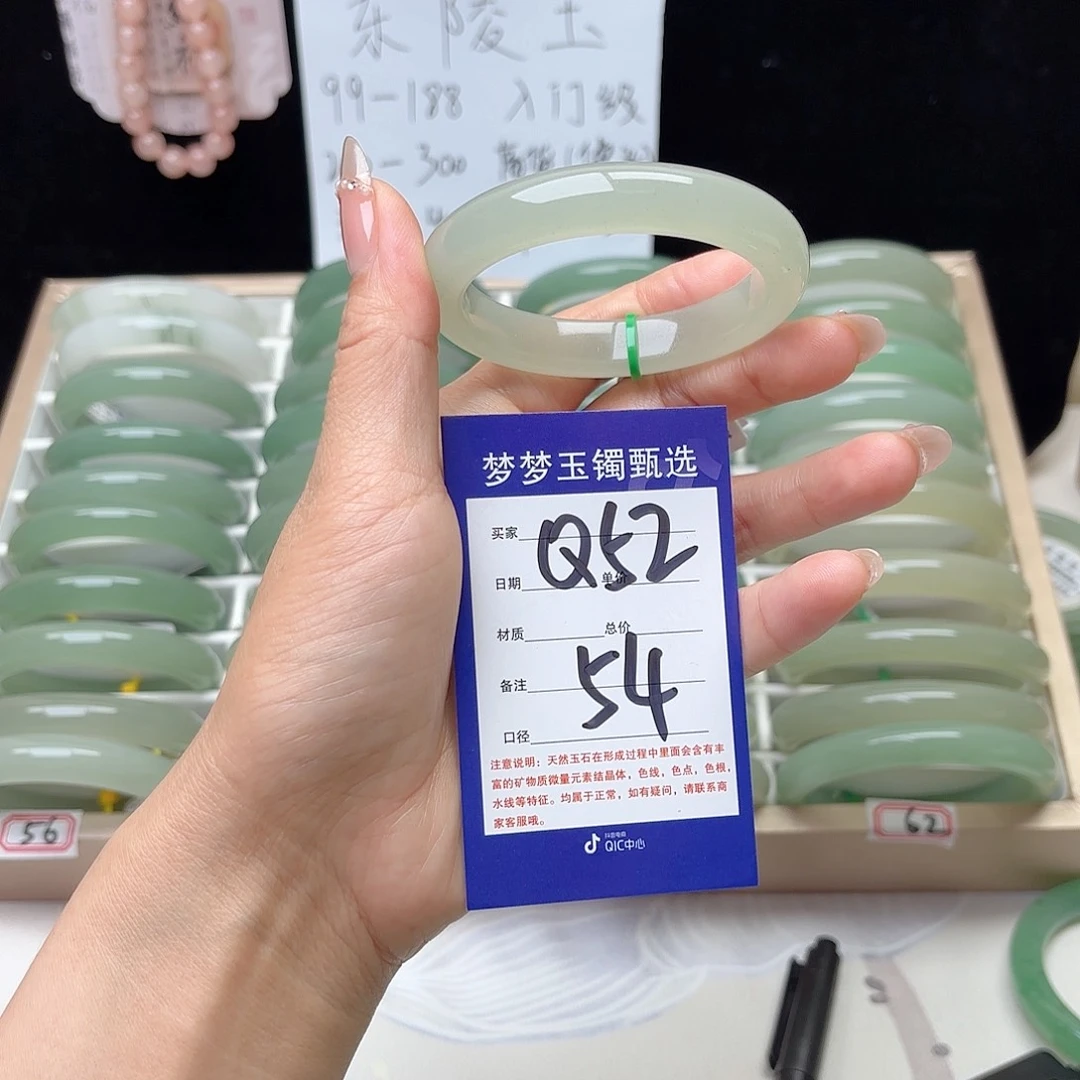 东陵玉
99-188 入门级
300
梦梦玉镯甄选
买家 Q52
日期 单价
材质 总价
备注 54
口径
注意说明：天然玉石在形成过程中里面会含有丰
富的矿物质微量元素结晶体，色线，色点，色根，
水线等特征。均属于正常，如有疑问，请联系商
家客服哦。
抖音电商
QIC中心
56
62